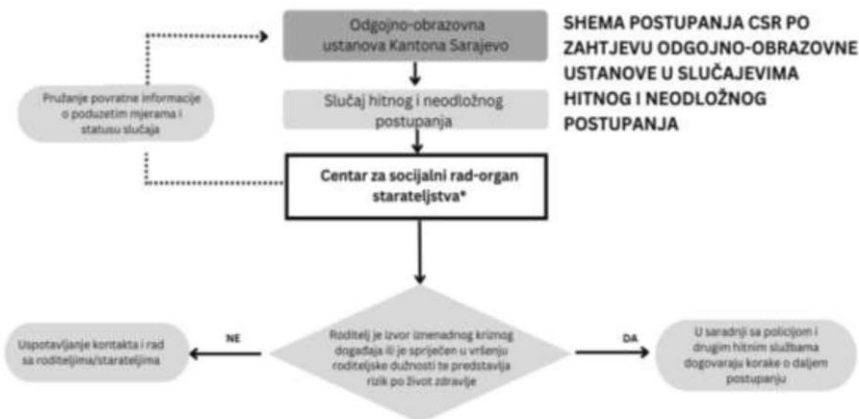 Odgojno-obrazovna
ustanova Kantona Sarajevo
SHEMA POSTUPANJA CSR PO
ZAHTJEVU ODGOJNO-OBRAZOVNE
USTANOVE U SLUČAJEVIMA
HITNOG I NEODLOŽNOG
POSTUPANJA
Pružanje povratne informacije
o poduzetim mjerama i
statusu slučaja
Slučaj hitnog i neodložnog
postupanja
Centar za socijalni rad-organ
starateljstva*
Roditelj je izvor iznenadnog kriznog
događaja ili je spriječen u vršenju
roditeljske dužnosti te predstavlja
rizik po život zdravlje
NE
Uspotavljanje kontakta i rad
sa roditeljima/starateljima
DA
U saradnji sa policijom i
drugim hitnim službama
dogovaraju korake o daljem
postupanju